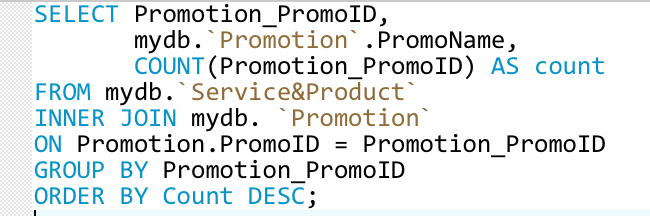 SELECT Promotion_PromoID,
mydb.`Promotion`.PromoName,
COUNT(Promotion_PromoID) AS count
FROM mydb.`Service&Product`
INNER JOIN mydb. `Promotion`
ON Promotion.PromoID = Promotion_PromoID
GROUP BY Promotion_PromoID
ORDER BY Count DESC;